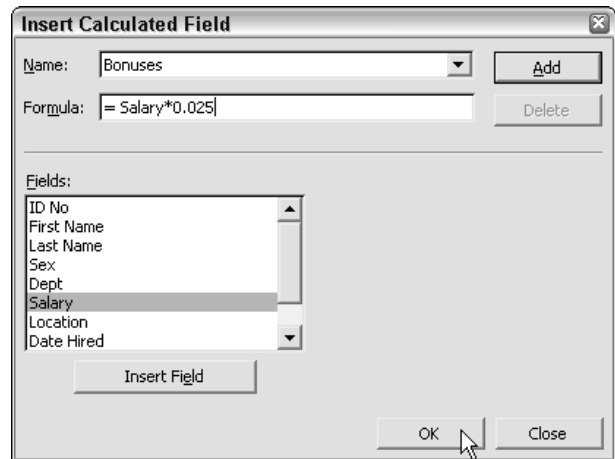 Insert Calculated Field
Name: Bonuses Add
Formula: = Salary*0.025 Delete
Fields:
ID No
First Name
Last Name
Sex
Dept
Salary
Location
Date Hired
Insert Field
OK Close